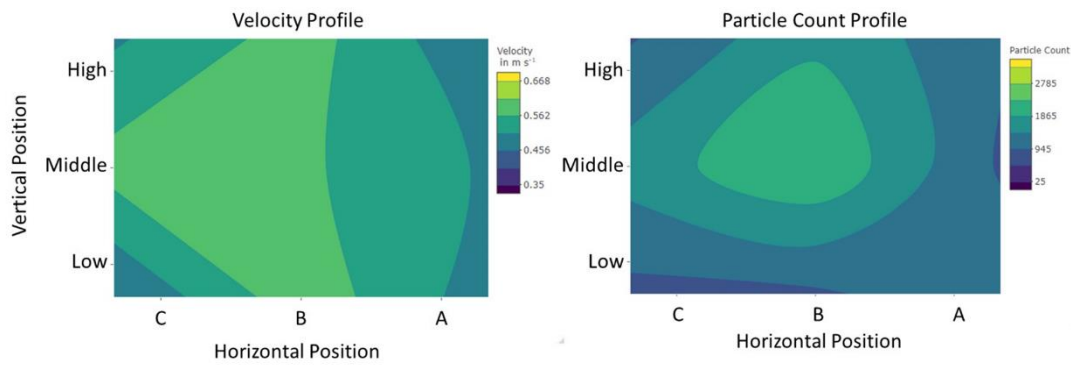 Velocity Profile
Vertical Position
High
Middle
Low
C B A
Horizontal Position
Velocity
in m s⁻¹
0.668
0.562
0.456
0.35
Particle Count Profile
High
Middle
Low
C B A
Horizontal Position
Particle Count
2785
1865
945
25